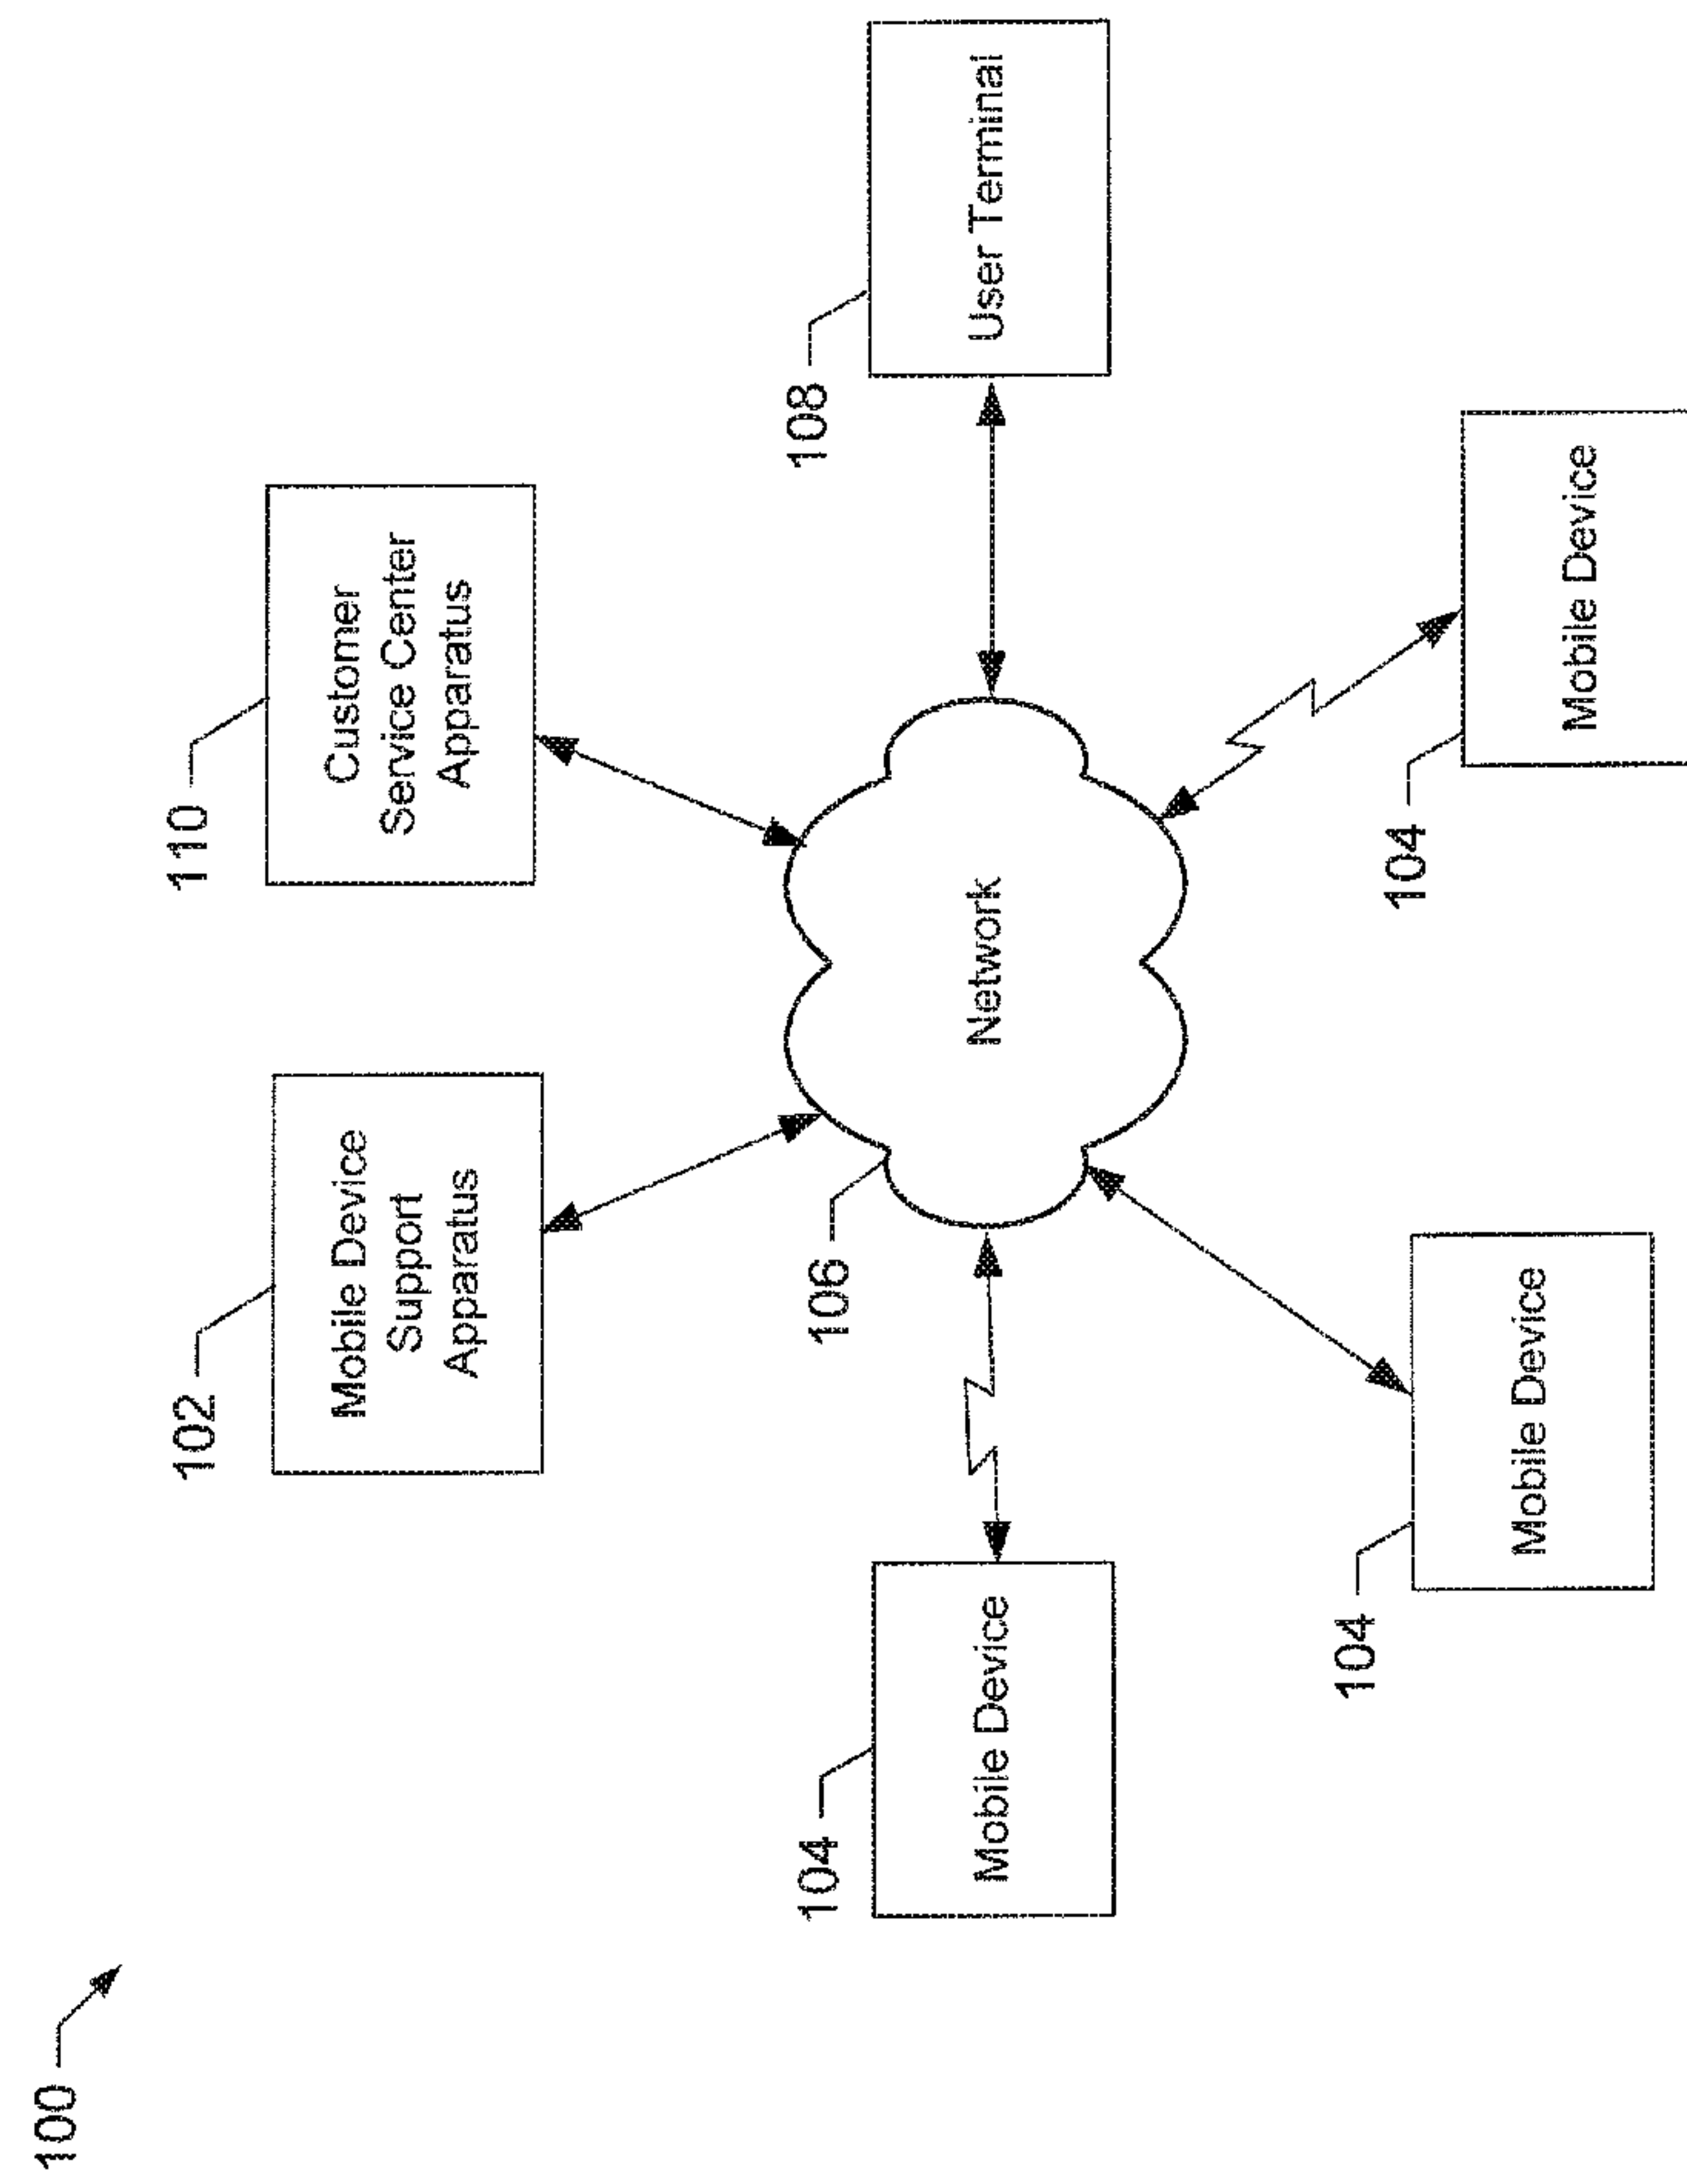 100
102
Mobile Device
Support
Apparatus
110
Customer
Service Center
Apparatus
104
Mobile Device
106
Network
108
User Terminal
104
Mobile Device
104
Mobile Device